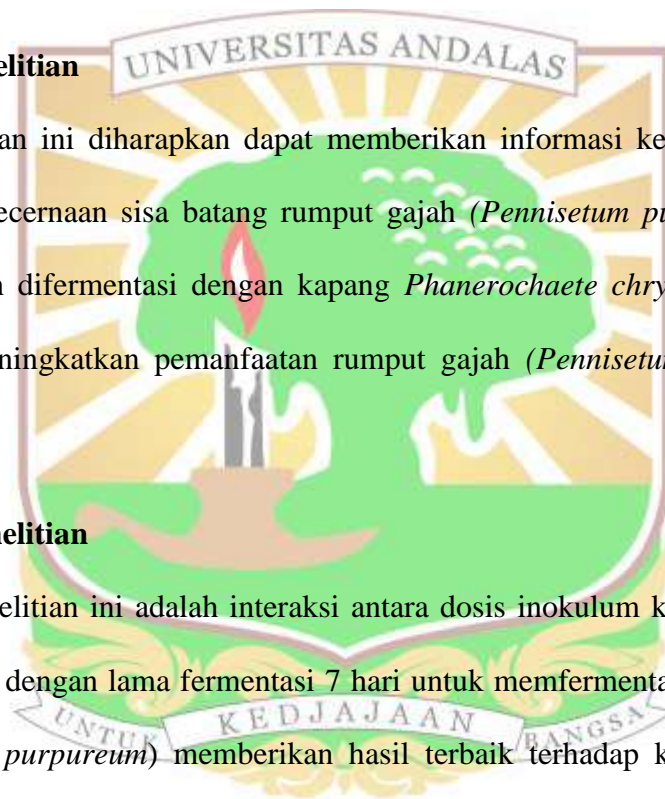 UNIVERSITAS ANDALAS
elitian
an ini diharapkan dapat memberikan informasi ke
ecernaan sisa batang rumput gajah (Pennisetum pu
difermentasi dengan kapang Phanerochaete chry
ningkatkan pemanfaatan rumput gajah (Pennisetu
nelitian
elitian ini adalah interaksi antara dosis inokulum k
dengan lama fermentasi 7 hari untuk memfermenta
UNTUK KEDJAJAAN BANGSA
purpureum) memberikan hasil terbaik terhadap k